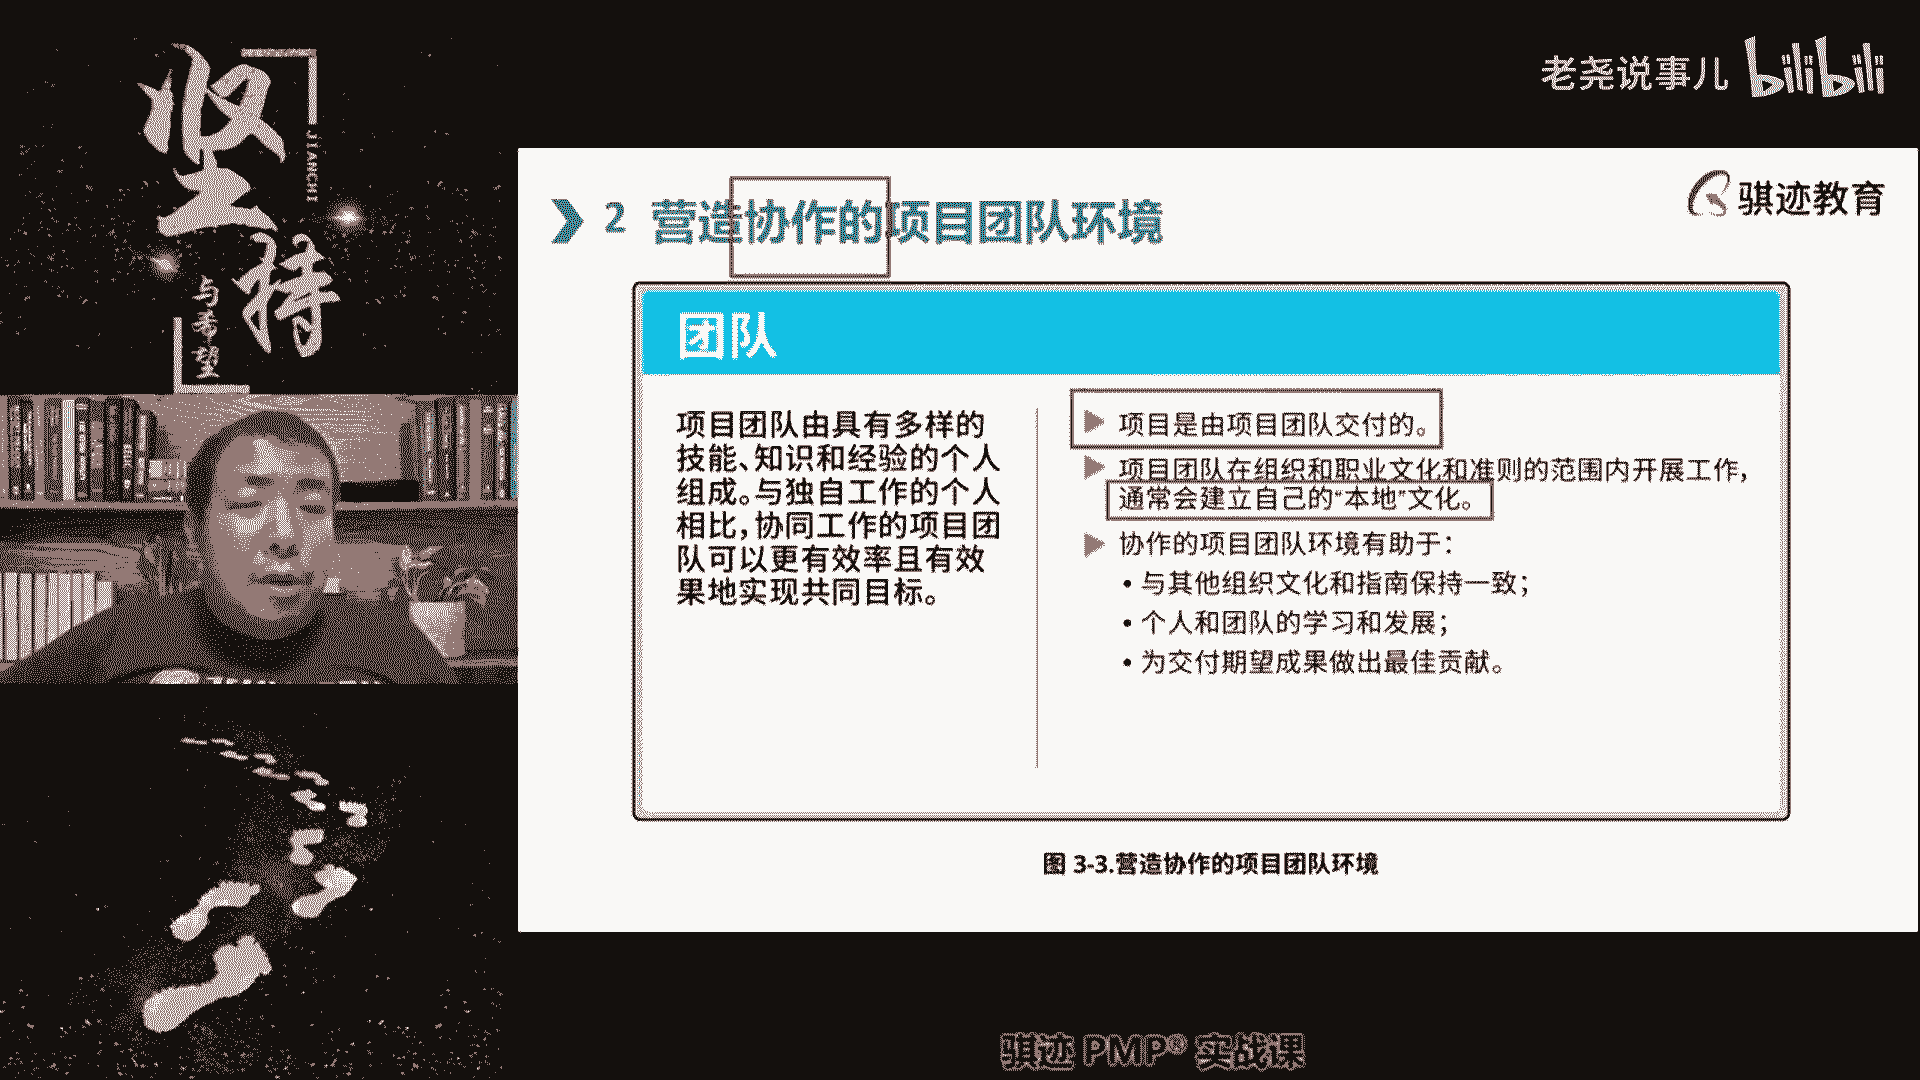 坚持
JIANCHI
与希望
老尧说事儿 bilibili
骐迹教育
2 营造协作的项目团队环境
团队
项目团队由具有多样的
技能、知识和经验的个人
组成。与独自工作的个人
相比，协同工作的项目团
队可以更有效率且有效
果地实现共同目标。
项目是由项目团队交付的。
项目团队在组织和职业文化和准则的范围内开展工作，
通常会建立自己的“本地”文化。
协作的项目团队环境有助于：
• 与其他组织文化和指南保持一致；
• 个人和团队的学习和发展；
• 为交付期望成果做出最佳贡献。
图 3-3.营造协作的项目团队环境
骐迹 PMP® 实战课